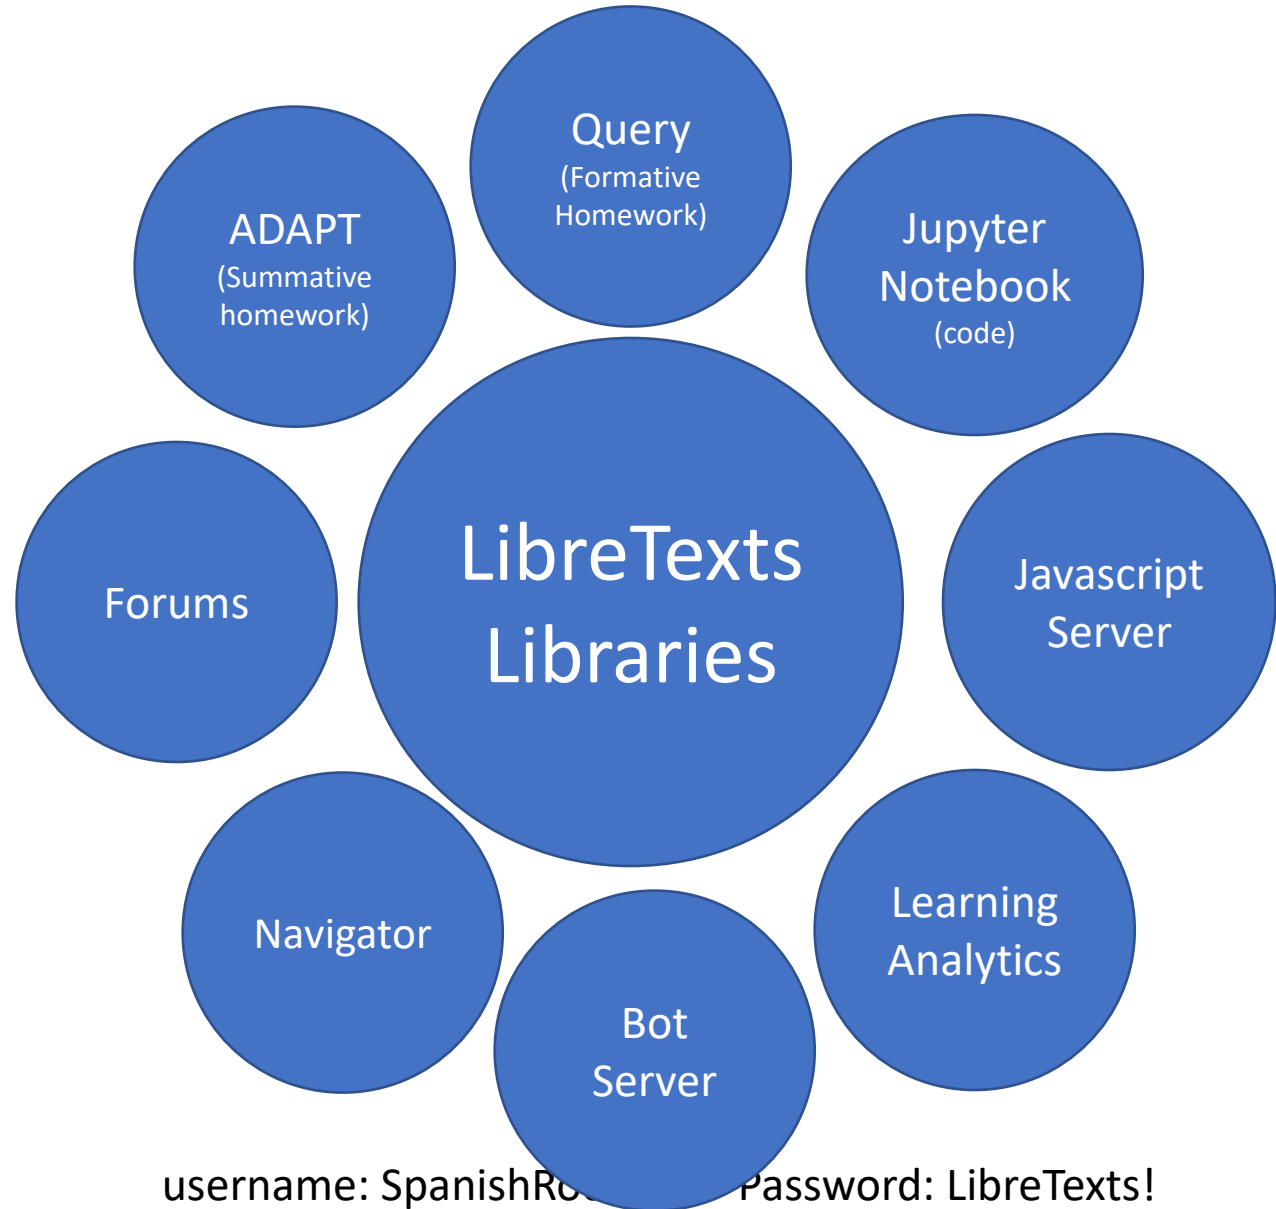 Query
(Formative
Homework)
ADAPT
(Summative
homework)
Jupyter
Notebook
(code)
LibreTexts
Libraries
Forums
Javascript
Server
Navigator
Learning
Analytics
Bot
Server
username: Password: LibreTexts!